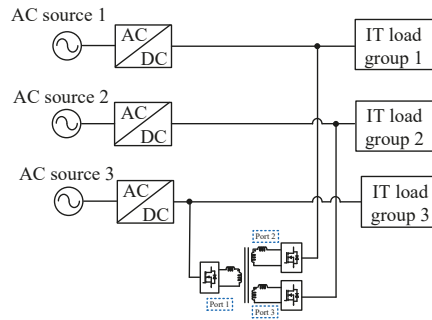 AC source 1
AC
DC
IT load
group 1
AC source 2
AC
DC
IT load
group 2
AC source 3
AC
DC
IT load
group 3
Port 2
Port 1
Port 3